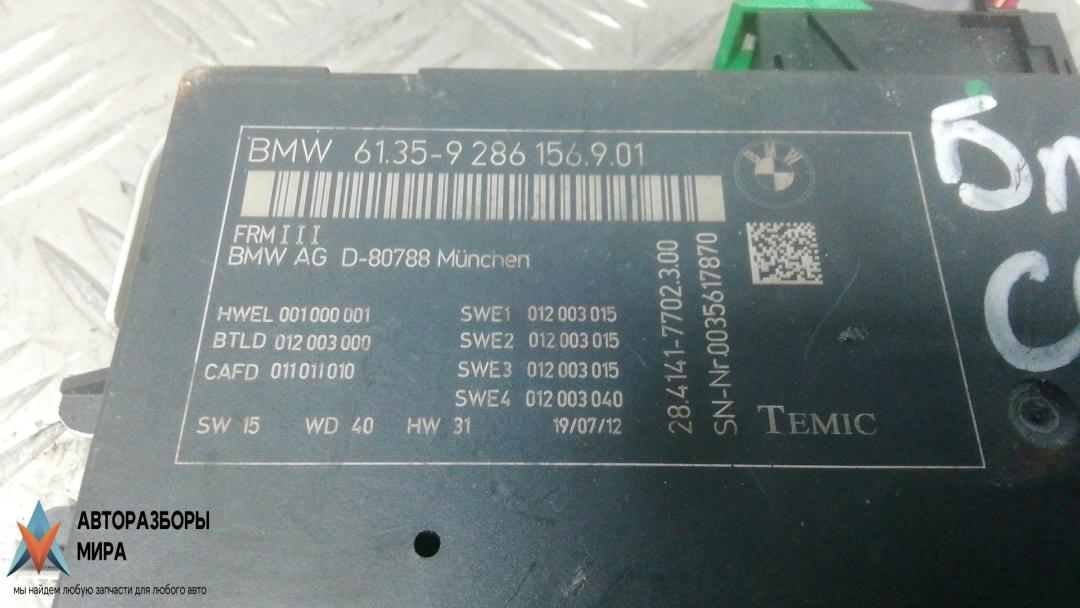 BMW 61.35-9 286 156.9.01
BMW
FRM III
BMW AG D-80788 München
HWEL 001 000 001
BTLD 012 003 000
CAFD 011 011 010
SWE1 012 003 015
SWE2 012 003 015
SWE3 012 003 015
SWE4 012 003 040
SW 15 WD 40 HW 31 19/07/12
28.4141-7702.3.00
SN-Nr.0035617870
TEMIC
АВТОРАЗБОРЫ
МИРА
мы найдем любую запчасти для любого авто